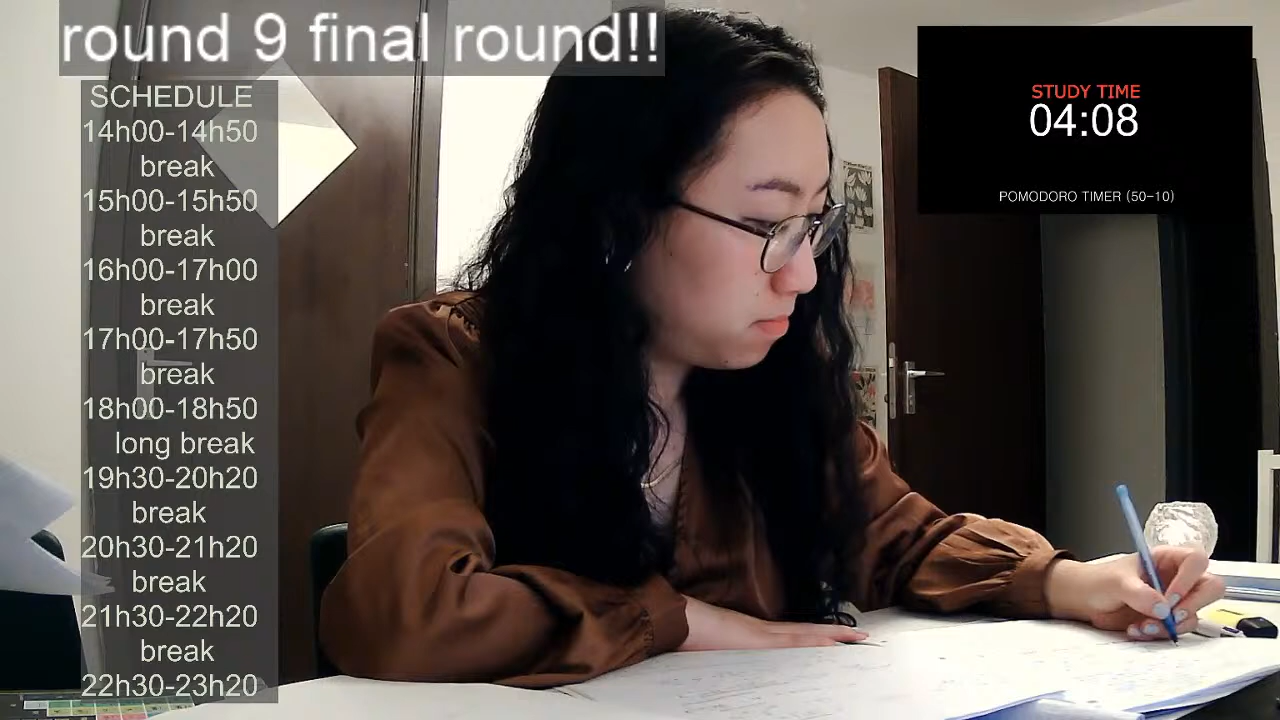 round 9 final round!!
SCHEDULE
14h00-14h50
break
15h00-15h50
break
16h00-17h00
break
17h00-17h50
break
18h00-18h50
long break
19h30-20h20
break
20h30-21h20
break
21h30-22h20
break
22h30-23h20
STUDY TIME
04:08
POMODORO TIMER (50-10)